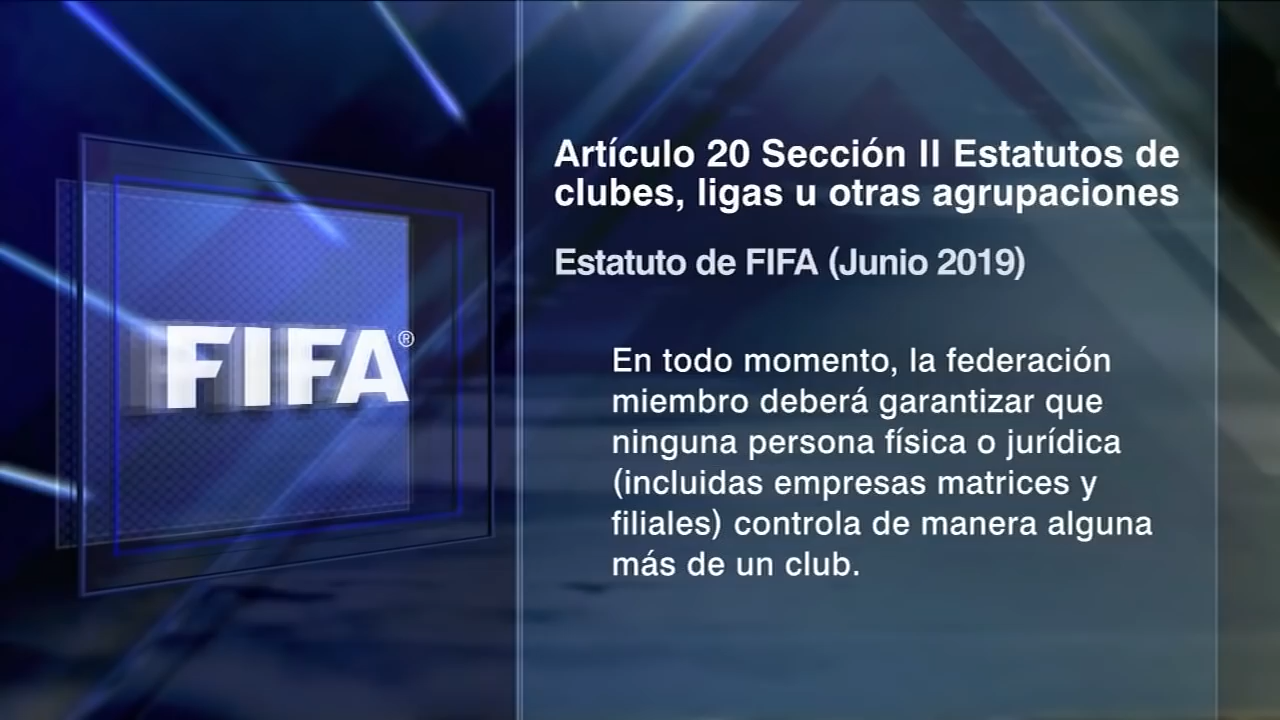 FIFA®
Artículo 20 Sección II Estatutos de
clubes, ligas u otras agrupaciones
Estatuto de FIFA (Junio 2019)
En todo momento, la federación
miembro deberá garantizar que
ninguna persona física o jurídica
(incluidas empresas matrices y
filiales) controla de manera alguna
más de un club.